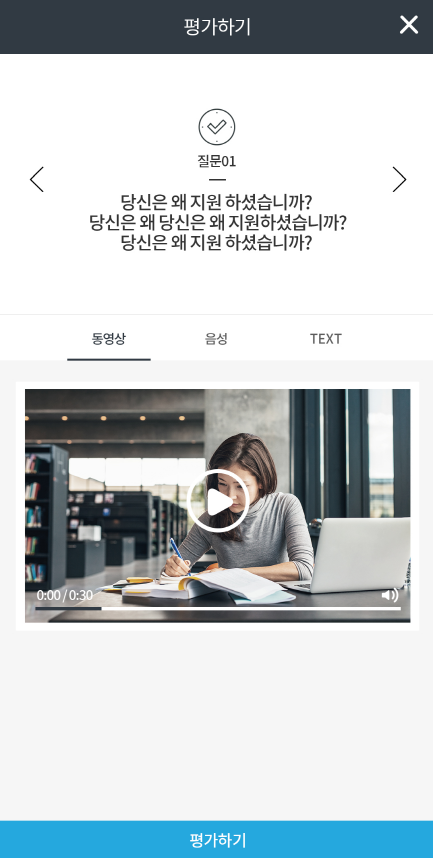 평가하기
질문01
당신은 왜 지원 하셨습니까?
당신은 왜 당신은 왜 지원하셨습니까?
당신은 왜 지원 하셨습니까?
동영상 음성 TEXT
0:00 / 0:30
평가하기